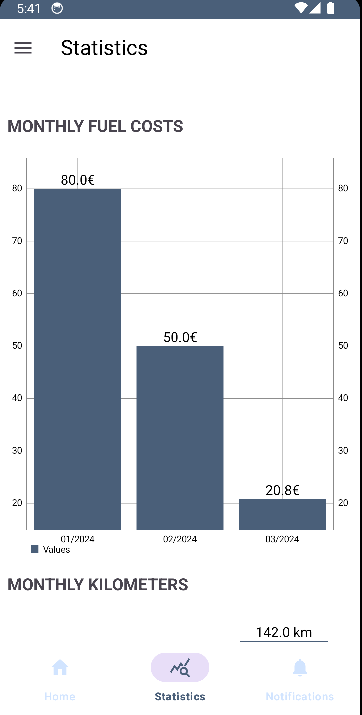 5:41
Statistics
MONTHLY FUEL COSTS
80.0€
80 80
70 70
60 60
50.0€
50 50
40 40
30 30
20.8€
20 20
01/2024 02/2024 03/2024
Values
MONTHLY KILOMETERS
142.0 km
Home Statistics Notifications